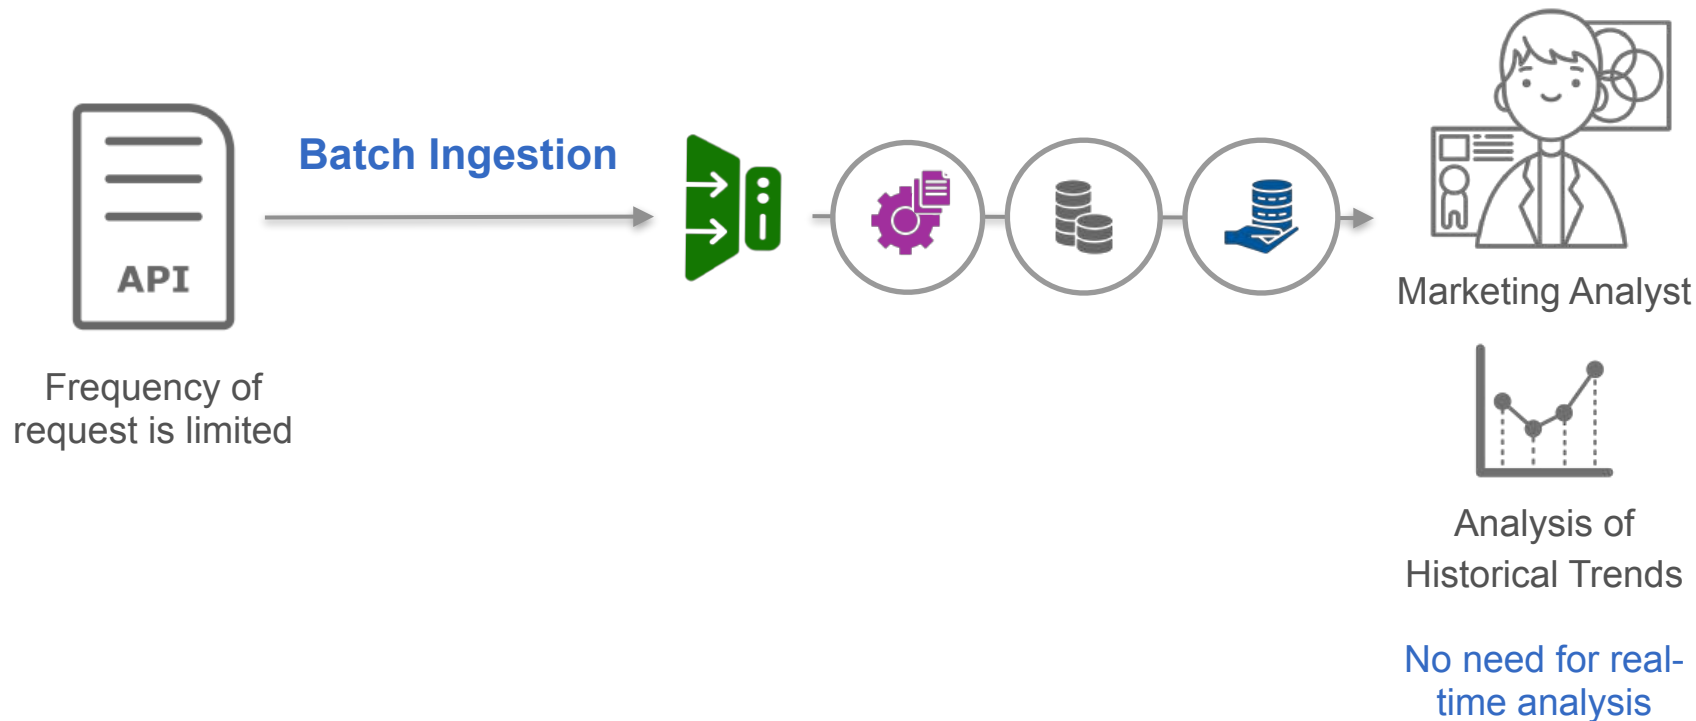 Batch Ingestion
API
Frequency of
request is limited
Marketing Analyst
Analysis of
Historical Trends
No need for real-
time analysis